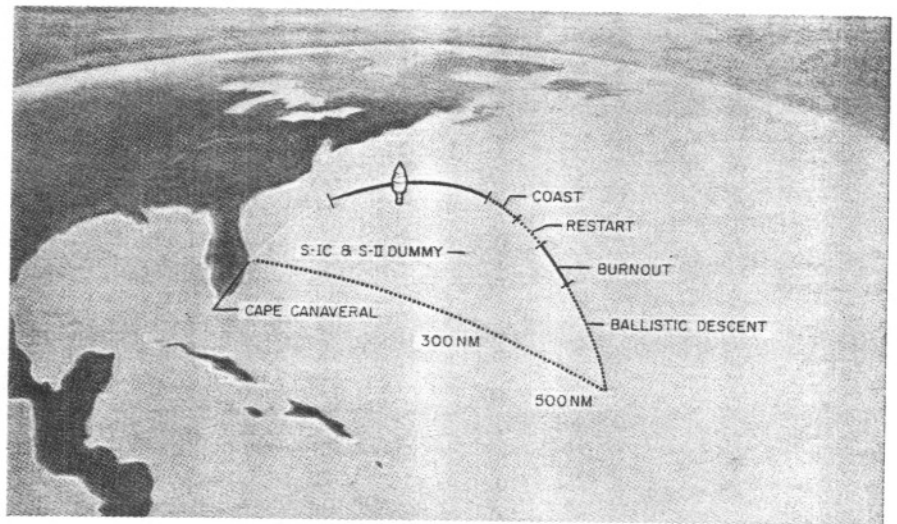 COAST
RESTART
S-IC & S-II DUMMY
BURNOUT
CAPE CANAVERAL
BALLISTIC DESCENT
300 NM
500 NM